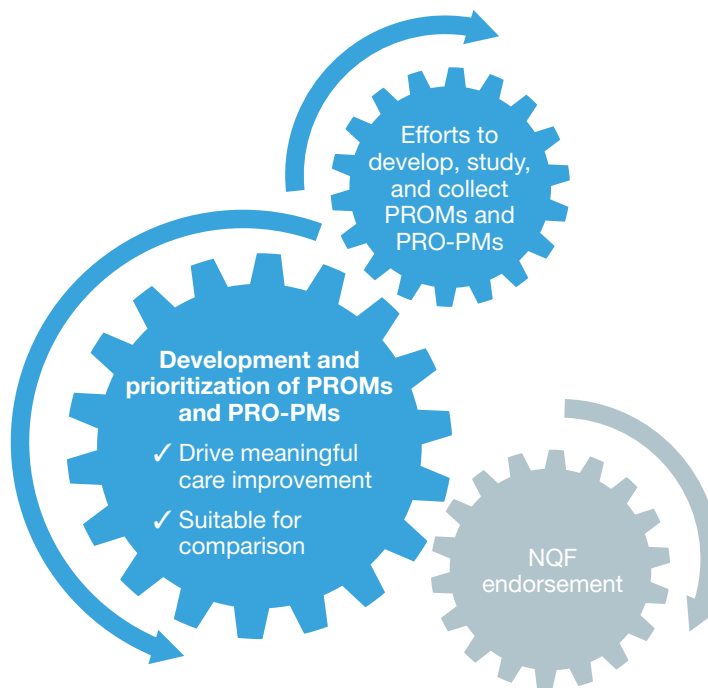 Efforts to
develop, study,
and collect
PROMs and
PRO-PMs
Development and
prioritization of PROMs
and PRO-PMs
✓ Drive meaningful
care improvement
✓ Suitable for
comparison
NQF
endorsement